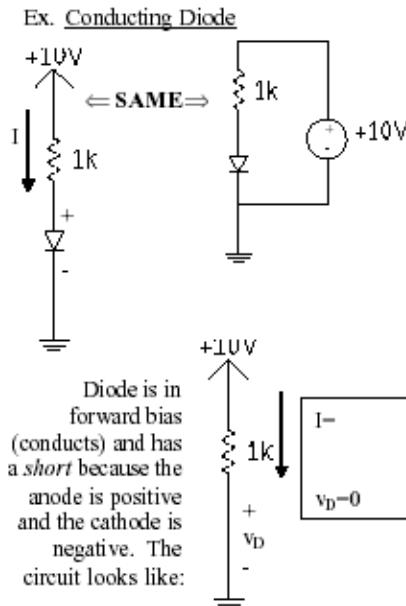 Ex. Conducting Diode
+10V
I
1k
+
-
⇐ SAME ⇒
1k
+
-
+10V
Diode is in
forward bias
(conducts) and has
a short because the
anode is positive
and the cathode is
negative. The
circuit looks like:
+10V
1k
+
vD
-
I=
vD=0